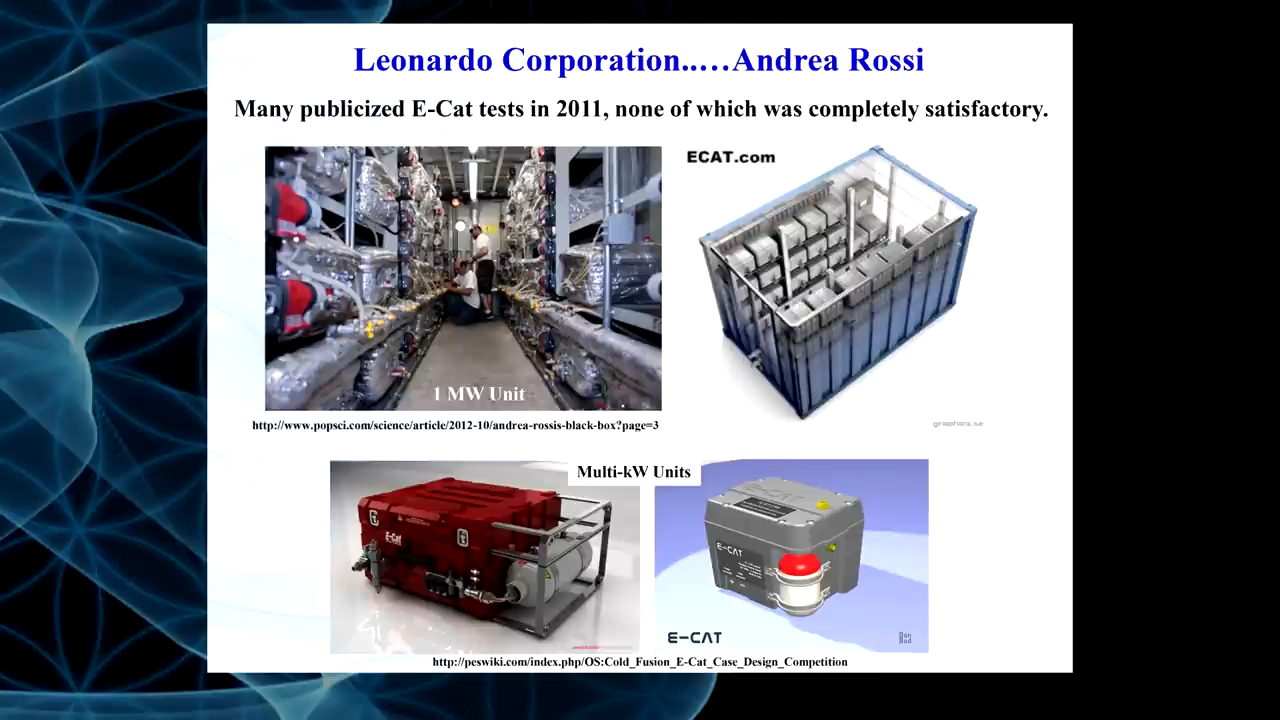 Leonardo Corporation..…Andrea Rossi
Many publicized E-Cat tests in 2011, none of which was completely satisfactory.
ECAT.com
1 MW Unit
http://www.popsci.com/science/article/2012-10/andrea-rossis-black-box?page=3
Multi-kW Units
E-Cat
E-CAT
E-CAT
http://peswiki.com/index.php/OS:Cold_Fusion_E-Cat_Case_Design_Competition